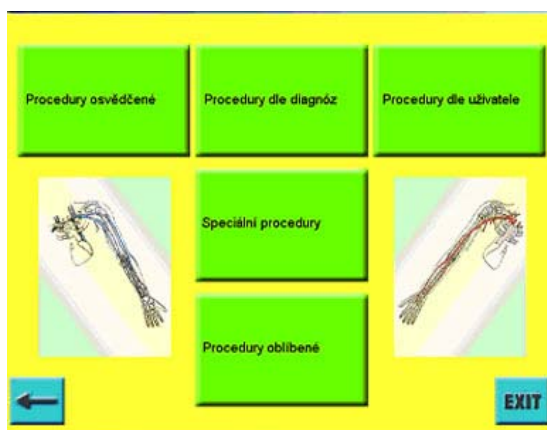 Procedury osvědčené
Procedury dle diagnóz
Procedury dle uživatele
Speciální procedury
Procedury oblíbené
EXIT